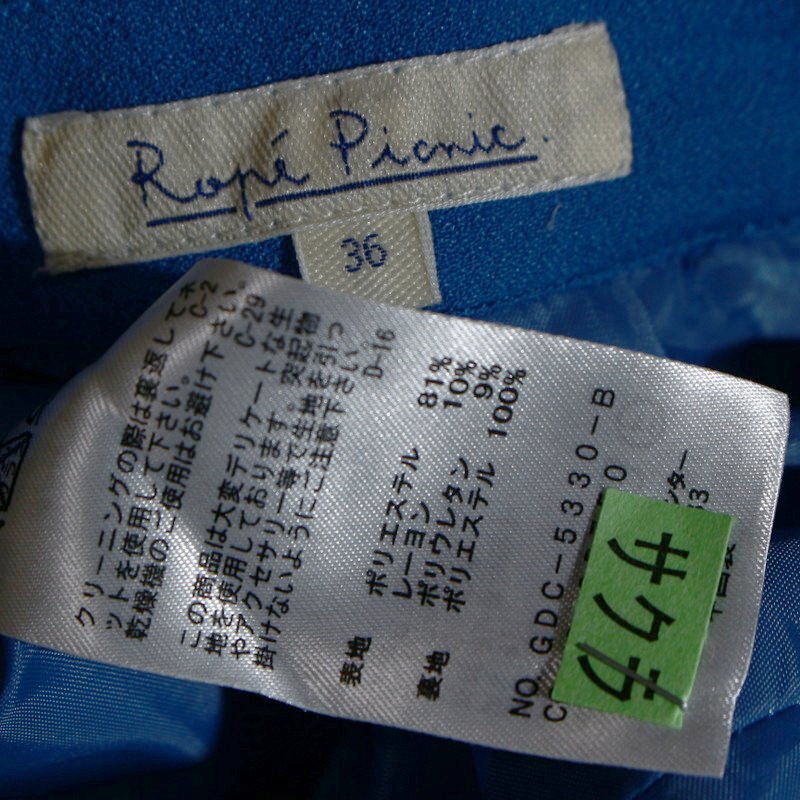 Ropé Picnic.
36
クリーニングの際は裏返してネ
ットを使用して下さい。 C-2
乾燥機のご使用はお避け下さい。
C-29
この商品は大変デリケートな生
地を使用しております。突起物
やアクセサリー等で生地を引っ
掛けないようにご注意下さい。
D-16
表地 ポリエステル 81%
レーヨン 10%
ポリウレタン 9%
裏地 ポリエステル 100%
NO. GDC-5330-B
サクラ